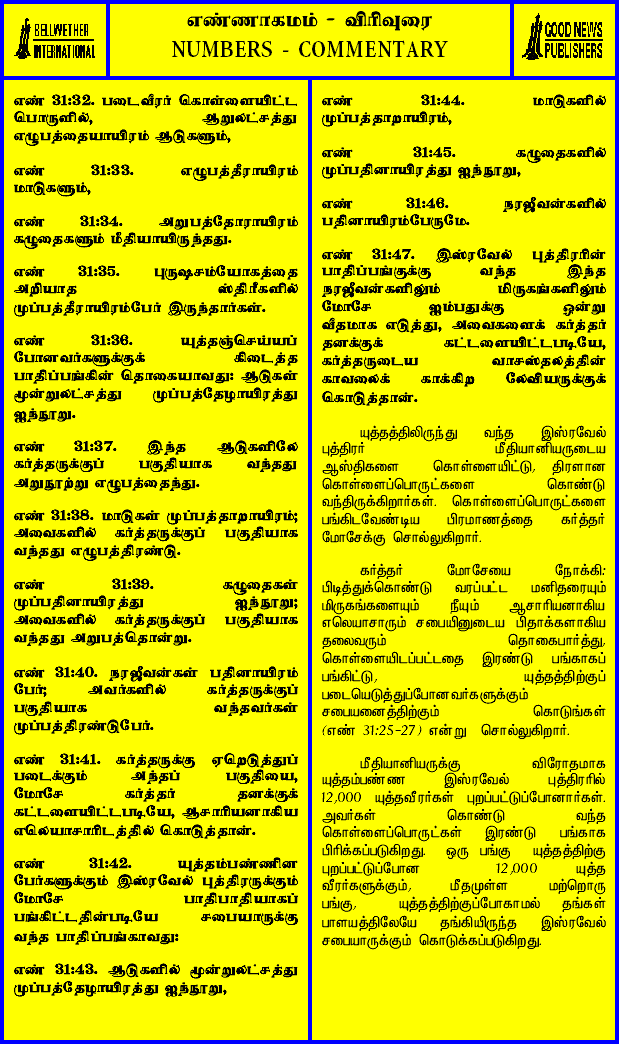 BELLWETHER
INTERNATIONAL
எண்ணாகமம் - விரிவுரை
NUMBERS - COMMENTARY
GOOD NEWS
PUBLISHERS
எண் 31:32. படைவீரர் கொள்ளையிட்ட
பொருளில், ஆறுலட்சத்து
எழுபத்தையாயிரம் ஆடுகளும்,
எண் 31:33. எழுபத்தீராயிரம்
மாடுகளும்,
எண் 31:34. அறுபத்தோராயிரம்
கழுதைகளும் மீதியாயிருந்தது.
எண் 31:35. புருஷசம்யோகத்தை
அறியாத ஸ்திரீகளில்
முப்பத்தீராயிரம்பேர் இருந்தார்கள்.
எண் 31:36. யுத்தஞ்செய்யப்
போனவர்களுக்குக் கிடைத்த
பாதிப்பங்கின் தொகையாவது: ஆடுகள்
மூன்றுலட்சத்து முப்பத்தேழாயிரத்து
ஐந்நூறு.
எண் 31:37. இந்த ஆடுகளிலே
கர்த்தருக்குப் பகுதியாக வந்தது
அறுநூற்று எழுபத்தைந்து.
எண் 31:38. மாடுகள் முப்பத்தாறாயிரம்;
அவைகளில் கர்த்தருக்குப் பகுதியாக
வந்தது எழுபத்திரண்டு.
எண் 31:39. கழுதைகள்
முப்பதினாயிரத்து ஐந்நூறு;
அவைகளில் கர்த்தருக்குப் பகுதியாக
வந்தது அறுபத்தொன்று.
எண் 31:40. நரஜீவன்கள் பதினாயிரம்
பேர்; அவர்களில் கர்த்தருக்குப்
பகுதியாக வந்தவர்கள்
முப்பத்திரண்டுபேர்.
எண் 31:41. கர்த்தருக்கு ஏறெடுத்துப்
படைக்கும் அந்தப் பகுதியை,
மோசே கர்த்தர் தனக்குக்
கட்டளையிட்டபடியே, ஆசாரியனாகிய
எலெயாசாரிடத்தில் கொடுத்தான்.
எண் 31:42. யுத்தம்பண்ணின
பேர்களுக்கும் இஸ்ரவேல் புத்திரருக்கும்
மோசே பாதிபாதியாகப்
பங்கிட்டதின்படியே சபையாருக்கு
வந்த பாதிப்பங்காவது:
எண் 31:43. ஆடுகளில் மூன்றுலட்சத்து
முப்பத்தேழாயிரத்து ஐந்நூறு,
எண் 31:44. மாடுகளில்
முப்பத்தாறாயிரம்,
எண் 31:45. கழுதைகளில்
முப்பதினாயிரத்து ஐந்நூறு,
எண் 31:46. நரஜீவன்களில்
பதினாயிரம்பேருமே.
எண் 31:47. இஸ்ரவேல் புத்திரரின்
பாதிப்பங்குக்கு வந்த இந்த
நரஜீவன்களிலும் மிருகங்களிலும்
மோசே ஐம்பதுக்கு ஒன்று
வீதமாக எடுத்து, அவைகளைக் கர்த்தர்
தனக்குக் கட்டளையிட்டபடியே,
கர்த்தருடைய வாசஸ்தலத்தின்
காவலைக் காக்கிற லேவியருக்குக்
கொடுத்தான்.
யுத்தத்திலிருந்து வந்த இஸ்ரவேல்
புத்திரர் மீதியானியருடைய
ஆஸ்திகளை கொள்ளையிட்டு, திரளான
கொள்ளைப்பொருட்களை கொண்டு
வந்திருக்கிறார்கள். கொள்ளைப்பொருட்களை
பங்கிடவேண்டிய பிரமாணத்தை கர்த்தர்
மோசேக்கு சொல்லுகிறார்.
கர்த்தர் மோசேயை நோக்கி:
பிடித்துக்கொண்டு வரப்பட்ட மனிதரையும்
மிருகங்களையும் நீயும் ஆசாரியனாகிய
எலெயாசாரும் சபையினுடைய பிதாக்களாகிய
தலைவரும் தொகைபார்த்து,
கொள்ளையிடப்பட்டதை இரண்டு பங்காகப்
பங்கிட்டு, யுத்தத்திற்குப்
படையெடுத்துப்போனவர்களுக்கும்
சபையனைத்திற்கும் கொடுங்கள்
(எண் 31:25-27) என்று சொல்லுகிறார்.
மீதியானியருக்கு விரோதமாக
யுத்தம்பண்ண இஸ்ரவேல் புத்திரரில்
12,000 யுத்தவீரர்கள் புறப்பட்டுப்போனார்கள்.
அவர்கள் கொண்டு வந்த
கொள்ளைப்பொருட்கள் இரண்டு பங்காக
பிரிக்கப்படுகிறது. ஒரு பங்கு யுத்தத்திற்கு
புறப்பட்டுப்போன 12,000 யுத்த
வீரர்களுக்கும், மீதமுள்ள மற்றொரு
பங்கு, யுத்தத்திற்குப்போகாமல் தங்கள்
பாளயத்திலேயே தங்கியிருந்த இஸ்ரவேல்
சபையாருக்கும் கொடுக்கப்படுகிறது.